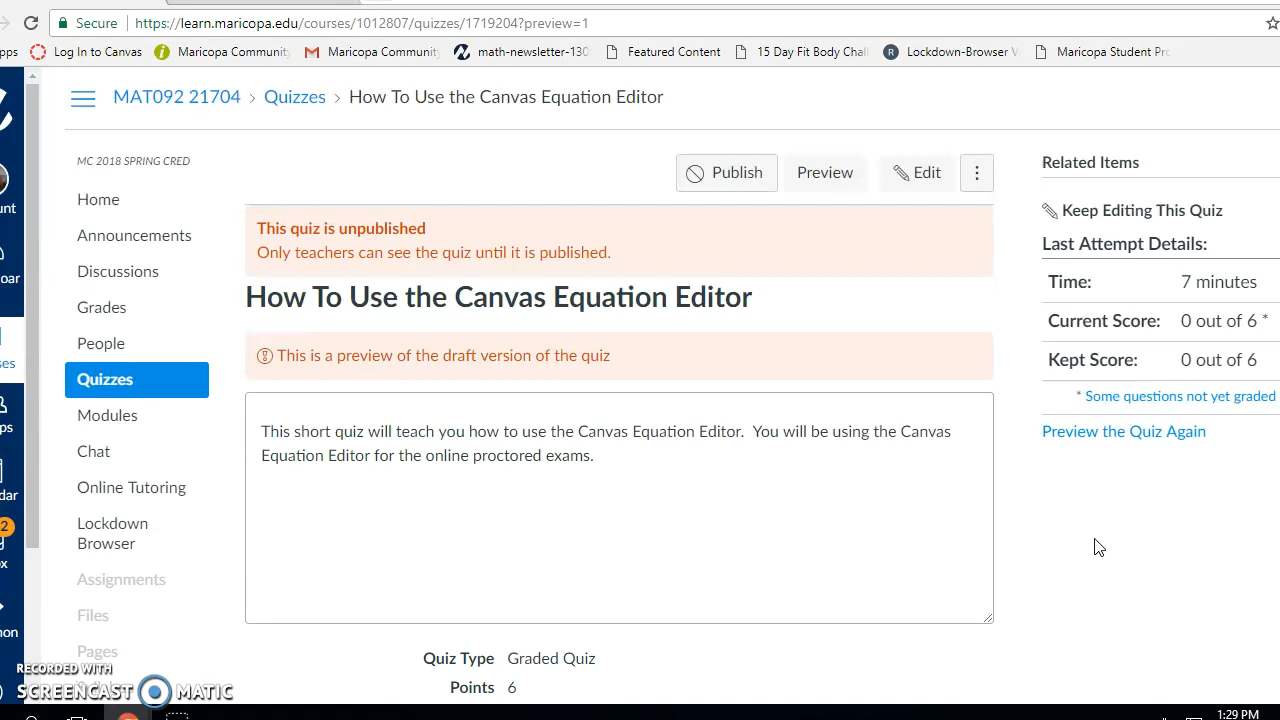 Secure https://learn.maricopa.edu/courses/1012807/quizzes/1719204?preview=1
Log In to Canvas Maricopa Community Maricopa Community math-newsletter-130 Featured Content 15 Day Fit Body Chall Lockdown-Browser V Maricopa Student Pro
MAT092 21704 > Quizzes > How To Use the Canvas Equation Editor
MC 2018 SPRING CRED
Home
Announcements
Discussions
Grades
People
Quizzes
Modules
Chat
Online Tutoring
Lockdown
Browser
Assignments
Files
Pages
Publish Preview Edit
This quiz is unpublished
Only teachers can see the quiz until it is published.
How To Use the Canvas Equation Editor
This is a preview of the draft version of the quiz
This short quiz will teach you how to use the Canvas Equation Editor. You will be using the Canvas
Equation Editor for the online proctored exams.
Quiz Type Graded Quiz
Points 6
Related Items
Keep Editing This Quiz
Last Attempt Details:
Time: 7 minutes
Current Score: 0 out of 6 *
Kept Score: 0 out of 6
* Some questions not yet graded
Preview the Quiz Again
RECORDED WITH
SCREENCAST MATIC
1:29 PM